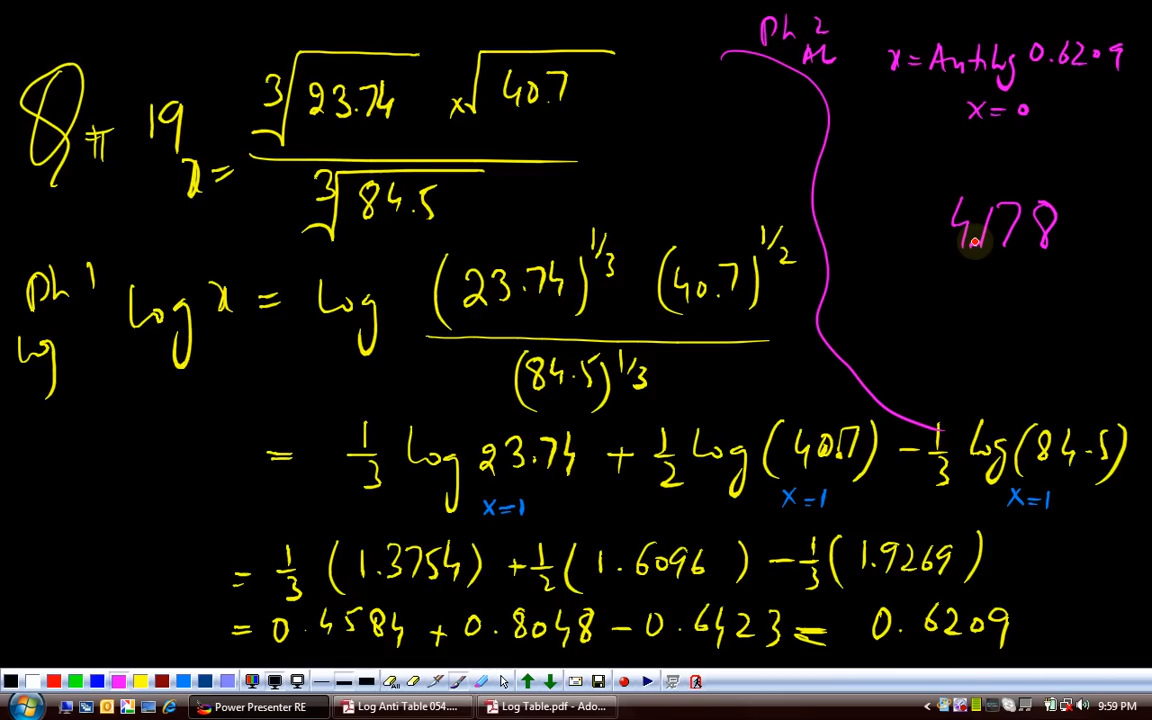 Q # 19
x = ∛23.74 × √40.7 / ∛84.5
Ph 1
Log
log x = log (23.74)^1/3 (40.7)^1/2 / (84.5)^1/3
= 1/3 log 23.74 + 1/2 log (40.7) - 1/3 log (84.5)
x=1 x=1 x=1
= 1/3 (1.3754) + 1/2 (1.6096) - 1/3 (1.9269)
= 0.4584 + 0.8048 - 0.6423 = 0.6209
Ph 2
AL
x = Antilog 0.6209
x = 0
4178
Power Presenter RE
Log Anti Table 054....
Log Table.pdf - Ado...
9:59 PM